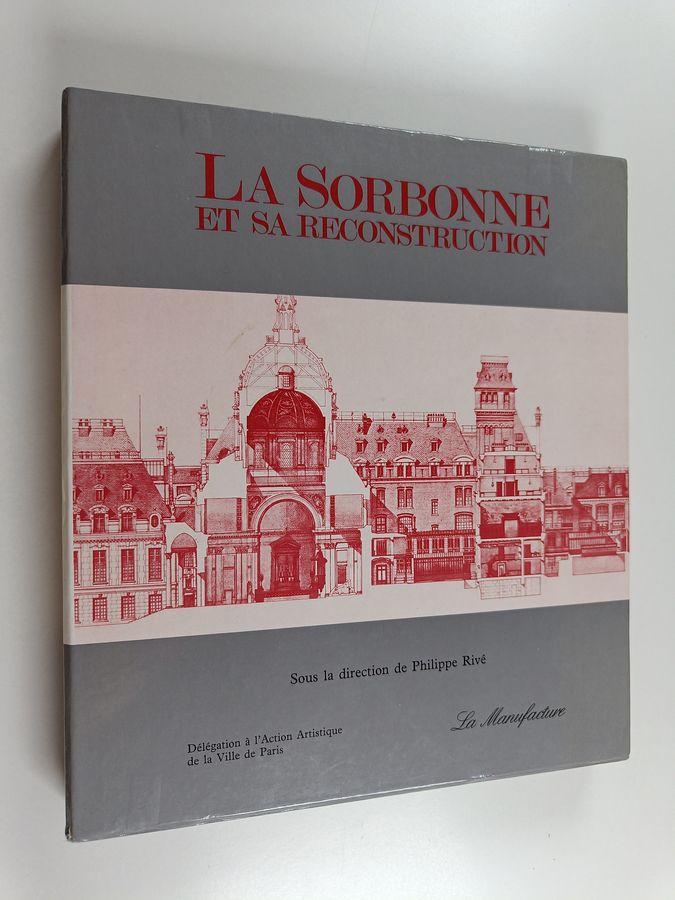 LA SORBONNE
ET SA RECONSTRUCTION
Sous la direction de Philippe Rivé
La Manufacture
Délégation à l'Action Artistique
de la Ville de Paris